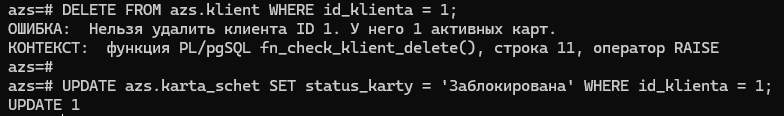 azs=# DELETE FROM azs.klient WHERE id_klienta = 1;
ОШИБКА:  Нельзя удалить клиента ID 1. У него 1 активных карт.
КОНТЕКСТ:  функция PL/pgSQL fn_check_klient_delete(), строка 11, оператор RAISE
azs=#
azs=# UPDATE azs.karta_schet SET status_karty = 'Заблокирована' WHERE id_klienta = 1;
UPDATE 1